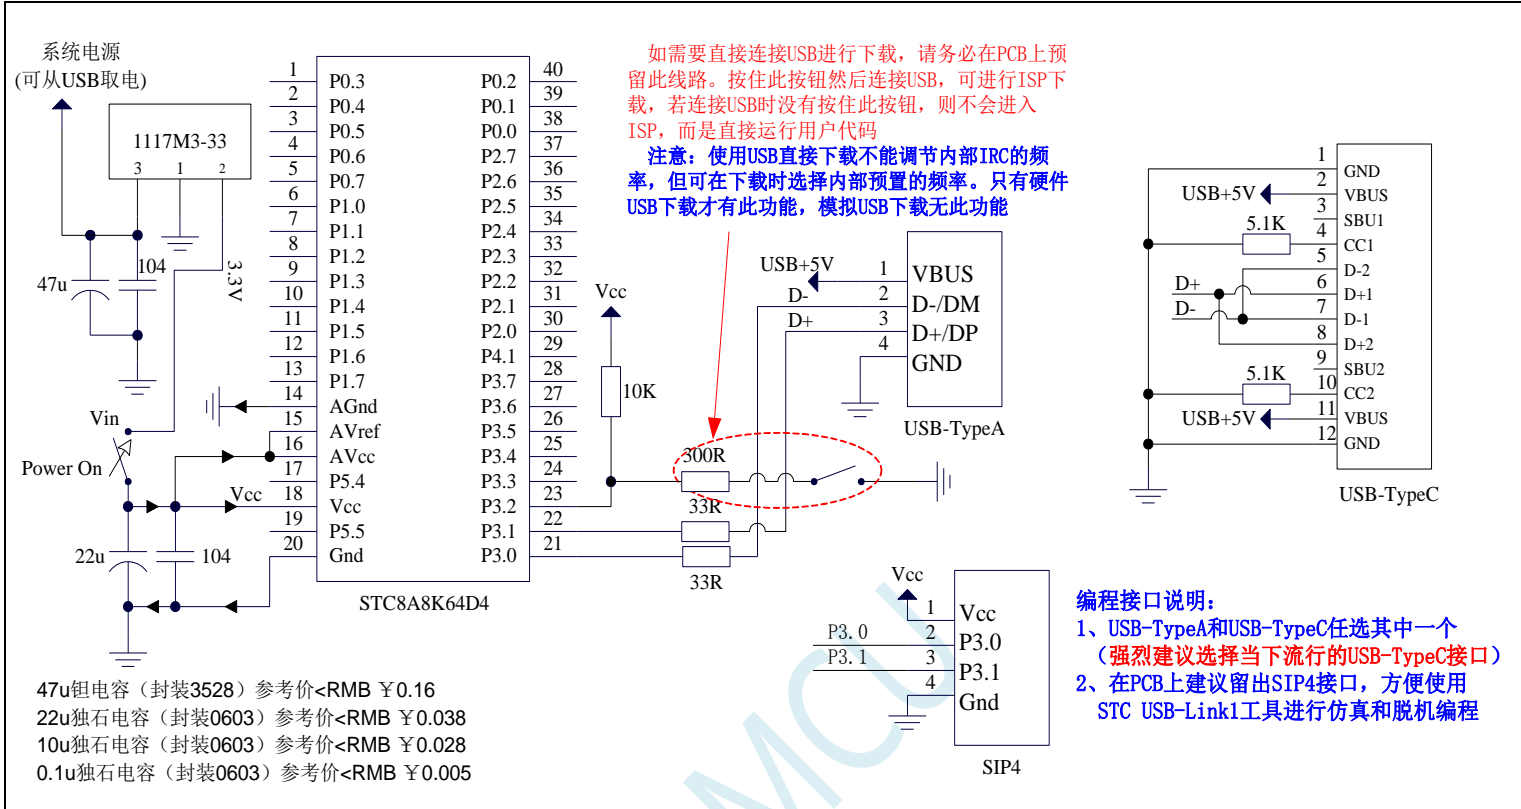 系统电源
(可从USB取电)
1117M3-33
3 1 2
47u
104
3.3V
Vin
Power On
Vcc
22u
104
1 P0.3
2 P0.4
3 P0.5
4 P0.6
5 P0.7
6 P1.0
7 P1.1
8 P1.2
9 P1.3
10 P1.4
11 P1.5
12 P1.6
13 P1.7
14 AGnd
15 AVref
16 AVcc
17 P5.4
18 Vcc
19 P5.5
20 Gnd
P0.2 40
P0.1 39
P0.0 38
P2.7 37
P2.6 36
P2.5 35
P2.4 34
P2.3 33
P2.2 32
P2.1 31
P2.0 30
P4.1 29
P3.7 28
P3.6 27
P3.5 26
P3.4 25
P3.3 24
P3.2 23
P3.1 22
P3.0 21
STC8A8K64D4
如需要直接连接USB进行下载，请务必在PCB上预
留此线路。按住此按钮然后连接USB，可进行ISP下
载，若连接USB时没有按住此按钮，则不会进入
ISP，而是直接运行用户代码
注意：使用USB直接下载不能调节内部IRC的频
率，但可在下载时选择内部预置的频率。只有硬件
USB下载才有此功能，模拟USB下载无此功能
Vcc
10K
300R
33R
33R
USB+5V
D-
D+
1 VBUS
2 D-/DM
3 D+/DP
4 GND
USB-TypeA
USB+5V
5.1K
D+
D-
5.1K
USB+5V
1 GND
2 VBUS
3 SBU1
4 CC1
5 D-2
6 D+1
7 D-1
8 D+2
9 SBU2
10 CC2
11 VBUS
12 GND
USB-TypeC
Vcc
P3.0
P3.1
1 Vcc
2 P3.0
3 P3.1
4 Gnd
SIP4
编程接口说明：
1、USB-TypeA和USB-TypeC任选其中一个
（强烈建议选择当下流行的USB-TypeC接口）
2、在PCB上建议留出SIP4接口，方便使用
STC USB-Link1工具进行仿真和脱机编程
47u钽电容（封装3528）参考价<RMB ￥0.16
22u独石电容（封装0603）参考价<RMB ￥0.038
10u独石电容（封装0603）参考价<RMB ￥0.028
0.1u独石电容（封装0603）参考价<RMB ￥0.005
MCU